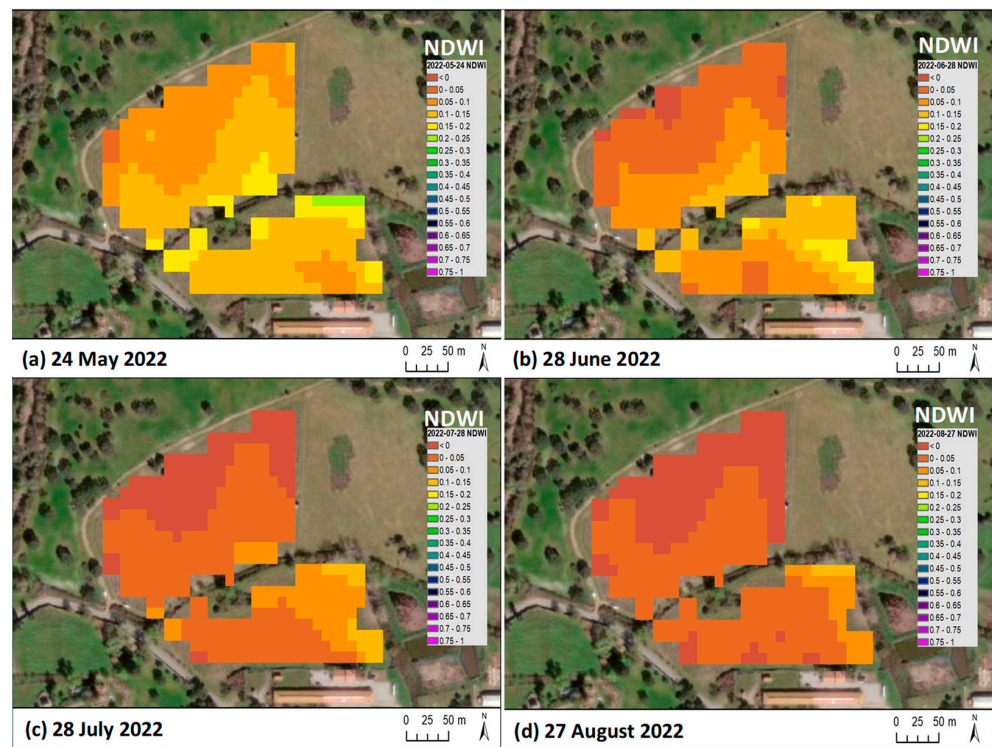 NDWI
2022-05-24 NDWI
< 0
0 - 0.05
0.05 - 0.1
0.1 - 0.15
0.15 - 0.2
0.2 - 0.25
0.25 - 0.3
0.3 - 0.35
0.35 - 0.4
0.4 - 0.45
0.45 - 0.5
0.5 - 0.55
0.55 - 0.6
0.6 - 0.65
0.65 - 0.7
0.7 - 0.75
0.75 - 1
(a) 24 May 2022
0 25 50 m
N
NDWI
2022-06-28 NDWI
< 0
0 - 0.05
0.05 - 0.1
0.1 - 0.15
0.15 - 0.2
0.2 - 0.25
0.25 - 0.3
0.3 - 0.35
0.35 - 0.4
0.4 - 0.45
0.45 - 0.5
0.5 - 0.55
0.55 - 0.6
0.6 - 0.65
0.65 - 0.7
0.7 - 0.75
0.75 - 1
(b) 28 June 2022
0 25 50 m
N
NDWI
2022-07-28 NDWI
< 0
0 - 0.05
0.05 - 0.1
0.1 - 0.15
0.15 - 0.2
0.2 - 0.25
0.25 - 0.3
0.3 - 0.35
0.35 - 0.4
0.4 - 0.45
0.45 - 0.5
0.5 - 0.55
0.55 - 0.6
0.6 - 0.65
0.65 - 0.7
0.7 - 0.75
0.75 - 1
(c) 28 July 2022
0 25 50 m
N
NDWI
2022-08-27 NDWI
< 0
0 - 0.05
0.05 - 0.1
0.1 - 0.15
0.15 - 0.2
0.2 - 0.25
0.25 - 0.3
0.3 - 0.35
0.35 - 0.4
0.4 - 0.45
0.45 - 0.5
0.5 - 0.55
0.55 - 0.6
0.6 - 0.65
0.65 - 0.7
0.7 - 0.75
0.75 - 1
(d) 27 August 2022
0 25 50 m
N